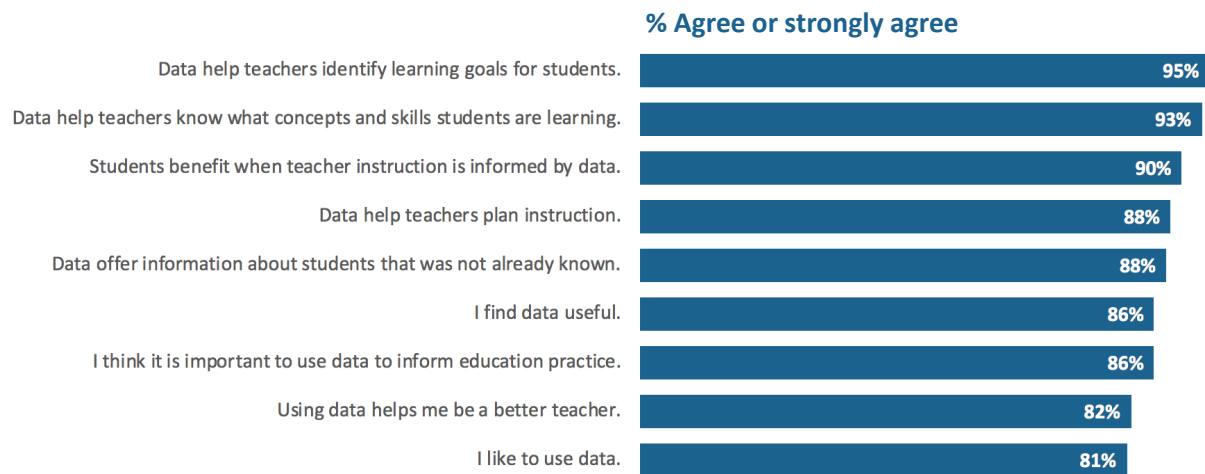 % Agree or strongly agree
Data help teachers identify learning goals for students. 95%
Data help teachers know what concepts and skills students are learning. 93%
Students benefit when teacher instruction is informed by data. 90%
Data help teachers plan instruction. 88%
Data offer information about students that was not already known. 88%
I find data useful. 86%
I think it is important to use data to inform education practice. 86%
Using data helps me be a better teacher. 82%
I like to use data. 81%